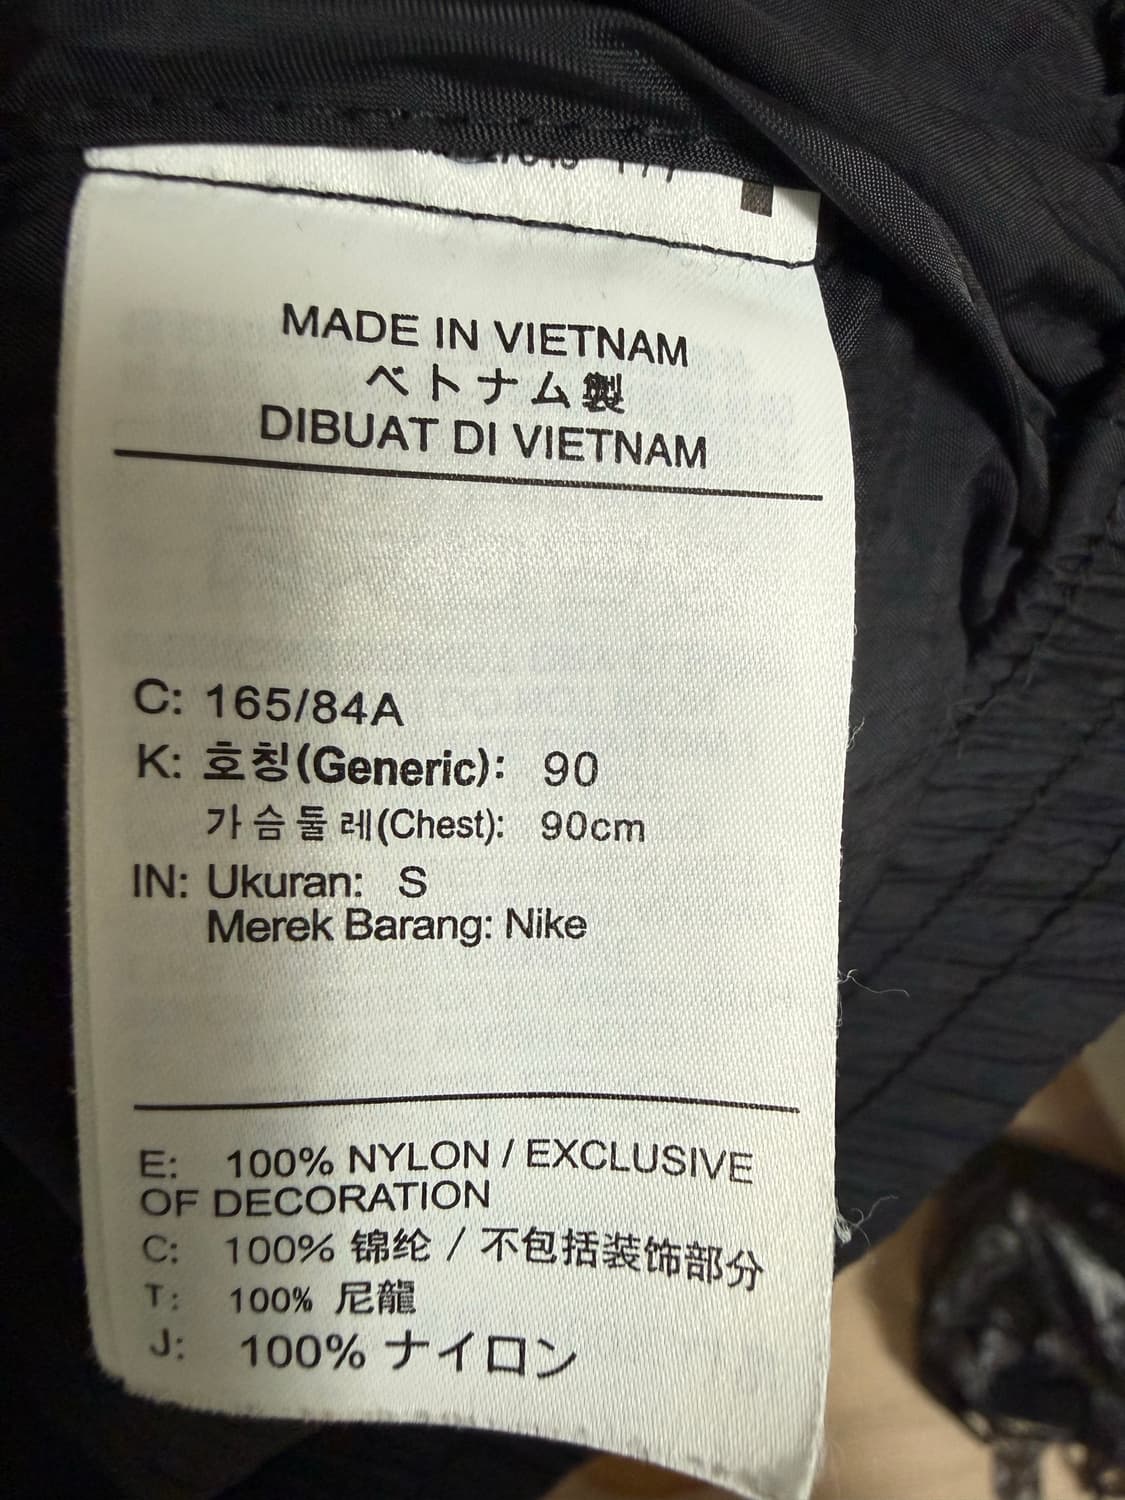 MADE IN VIETNAM
ベトナム製
DIBUAT DI VIETNAM
C: 165/84A
K: 호칭(Generic): 90
가슴둘레(Chest): 90cm
IN: Ukuran: S
Merek Barang: Nike
E: 100% NYLON / EXCLUSIVE
OF DECORATION
C: 100% 锦纶 / 不包括装饰部分
T: 100% 尼龍
J: 100% ナイロン